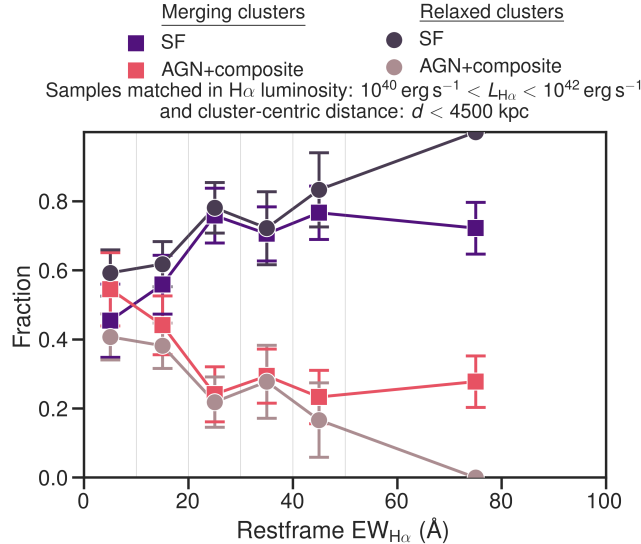 Merging clusters Relaxed clusters
SF SF
AGN+composite AGN+composite
Samples matched in Hα luminosity: 10⁴⁰ erg s⁻¹ < L_Hα < 10⁴² erg s⁻¹
and cluster-centric distance: d < 4500 kpc
0.8
0.6
0.4
0.2
0.0
Fraction
0 20 40 60 80 100
Restframe EW_Hα (Å)